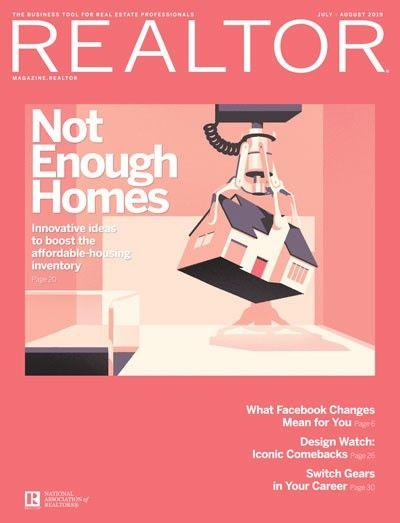 THE BUSINESS TOOL FOR REAL ESTATE PROFESSIONALS
JULY · AUGUST 2019
REALTOR®
MAGAZINE.REALTOR
Not
Enough
Homes
Innovative ideas
to boost the
affordable-housing
inventory
Page 20
What Facebook Changes
Mean for You Page 6
Design Watch:
Iconic Comebacks Page 26
Switch Gears
in Your Career Page 30
NATIONAL
ASSOCIATION of
REALTORS®